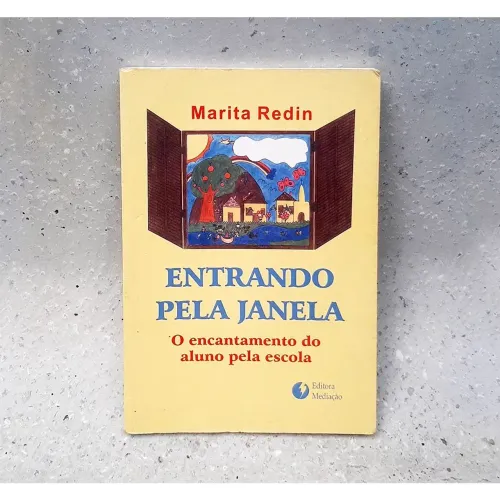 Marita Redin
ENTRANDO
PELA JANELA
O encantamento do
aluno pela escola
Editora
Mediação